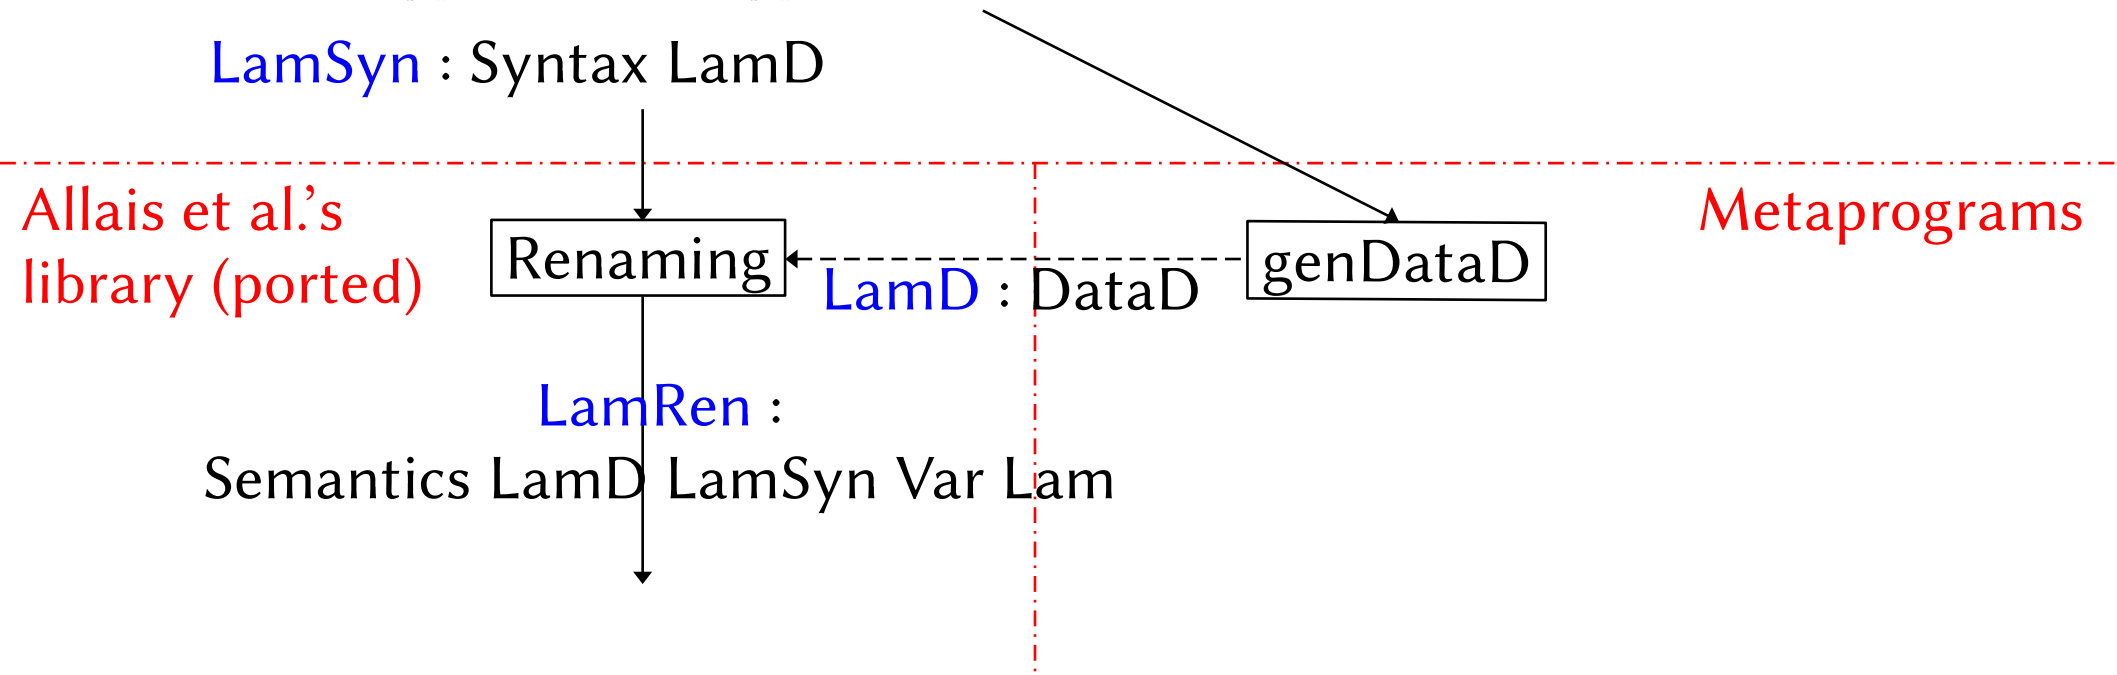 LamSyn : Syntax LamD
Allais et al.’s
library (ported)
Metaprograms
Renaming
genDataD
LamD : DataD
LamRen :
Semantics LamD LamSyn Var Lam